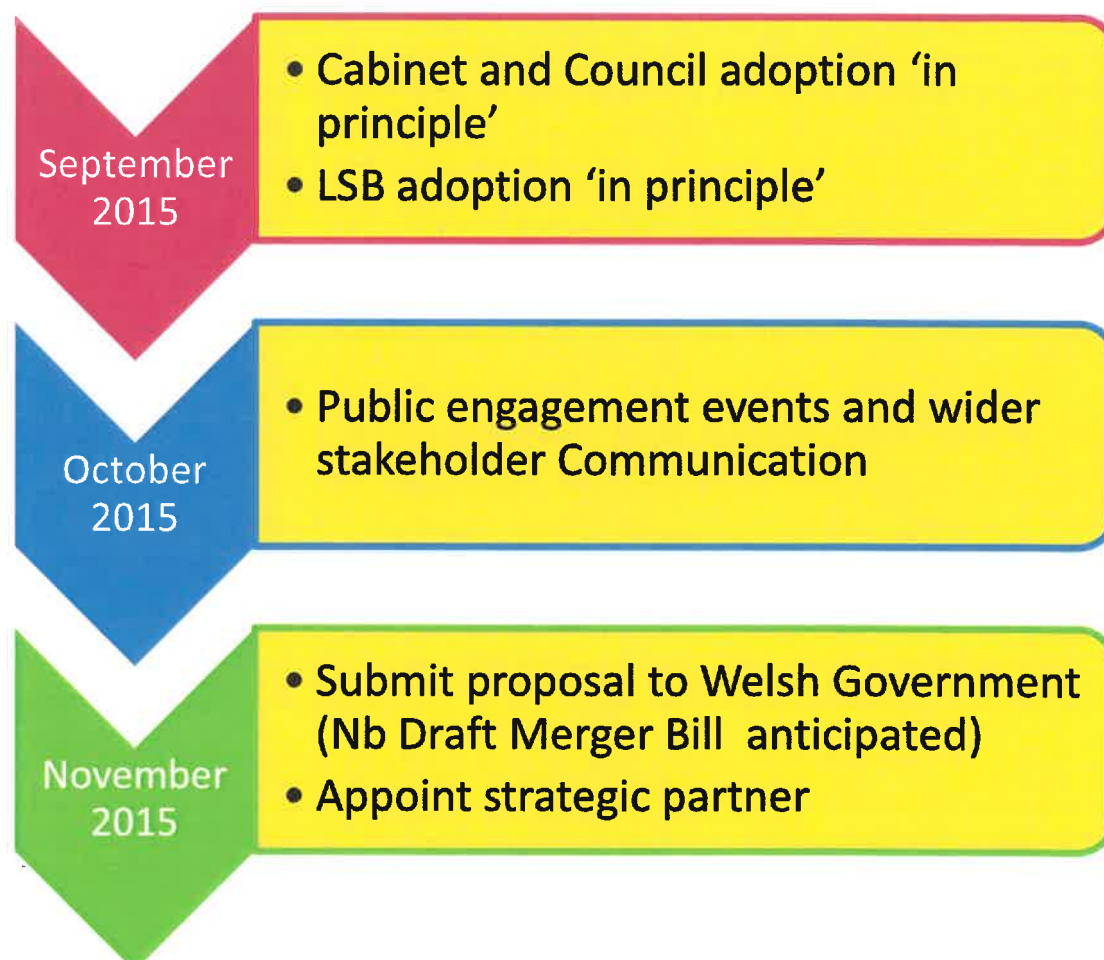 September
2015
• Cabinet and Council adoption ‘in
principle’
• LSB adoption ‘in principle’
October
2015
• Public engagement events and wider
stakeholder Communication
November
2015
• Submit proposal to Welsh Government
(Nb Draft Merger Bill anticipated)
• Appoint strategic partner